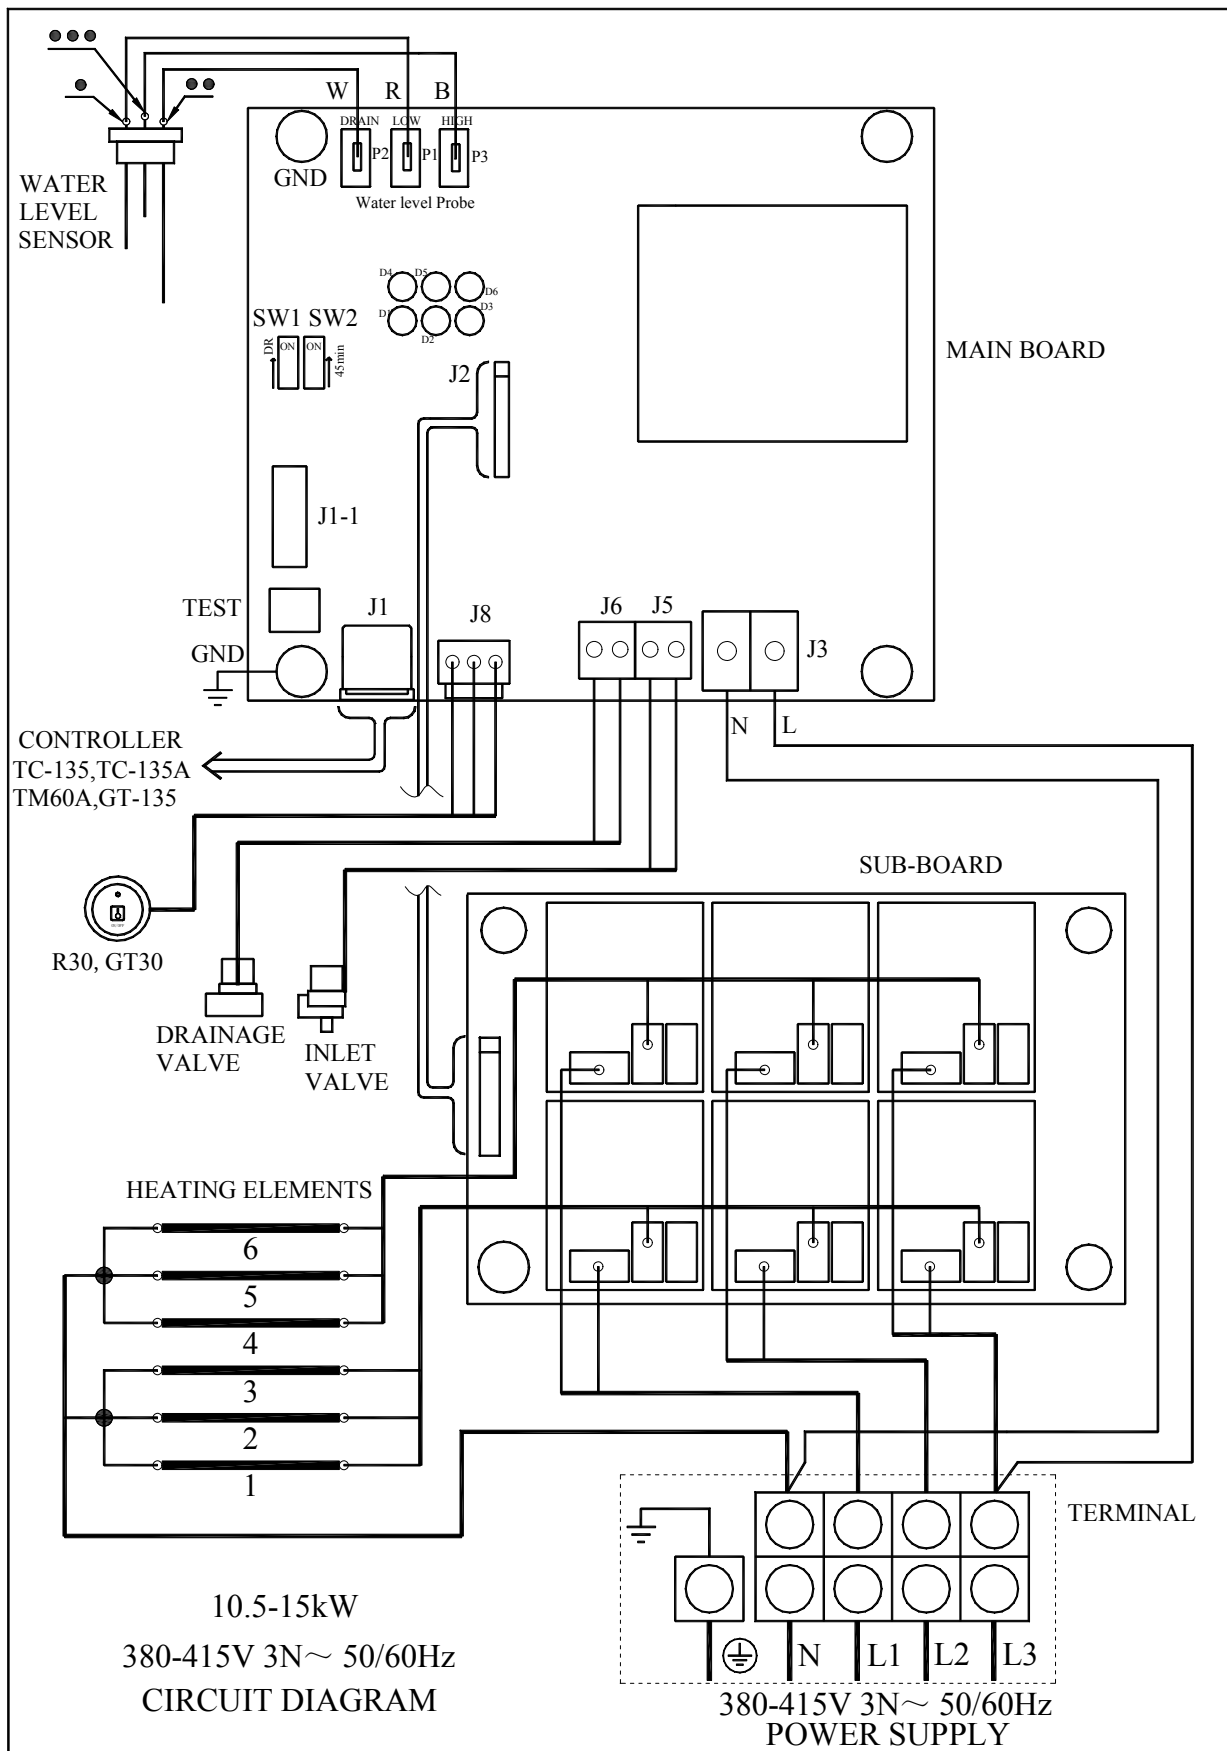 W R B
DRAIN LOW HIGH
P2 P1 P3
GND
Water level Probe
WATER
LEVEL
SENSOR
D4 D5 D6
D1 D2 D3
SW1 SW2
DR ON ON 45min
J2
MAIN BOARD
J1-1
TEST
J1
J8
J6 J5
J3
GND
N L
CONTROLLER
TC-135,TC-135A
TM60A,GT-135
SUB-BOARD
R30, GT30
DRAINAGE
VALVE
INLET
VALVE
HEATING ELEMENTS
6
5
4
3
2
1
TERMINAL
N L1 L2 L3
10.5-15kW
380-415V 3N～ 50/60Hz
CIRCUIT DIAGRAM
380-415V 3N～ 50/60Hz
POWER SUPPLY